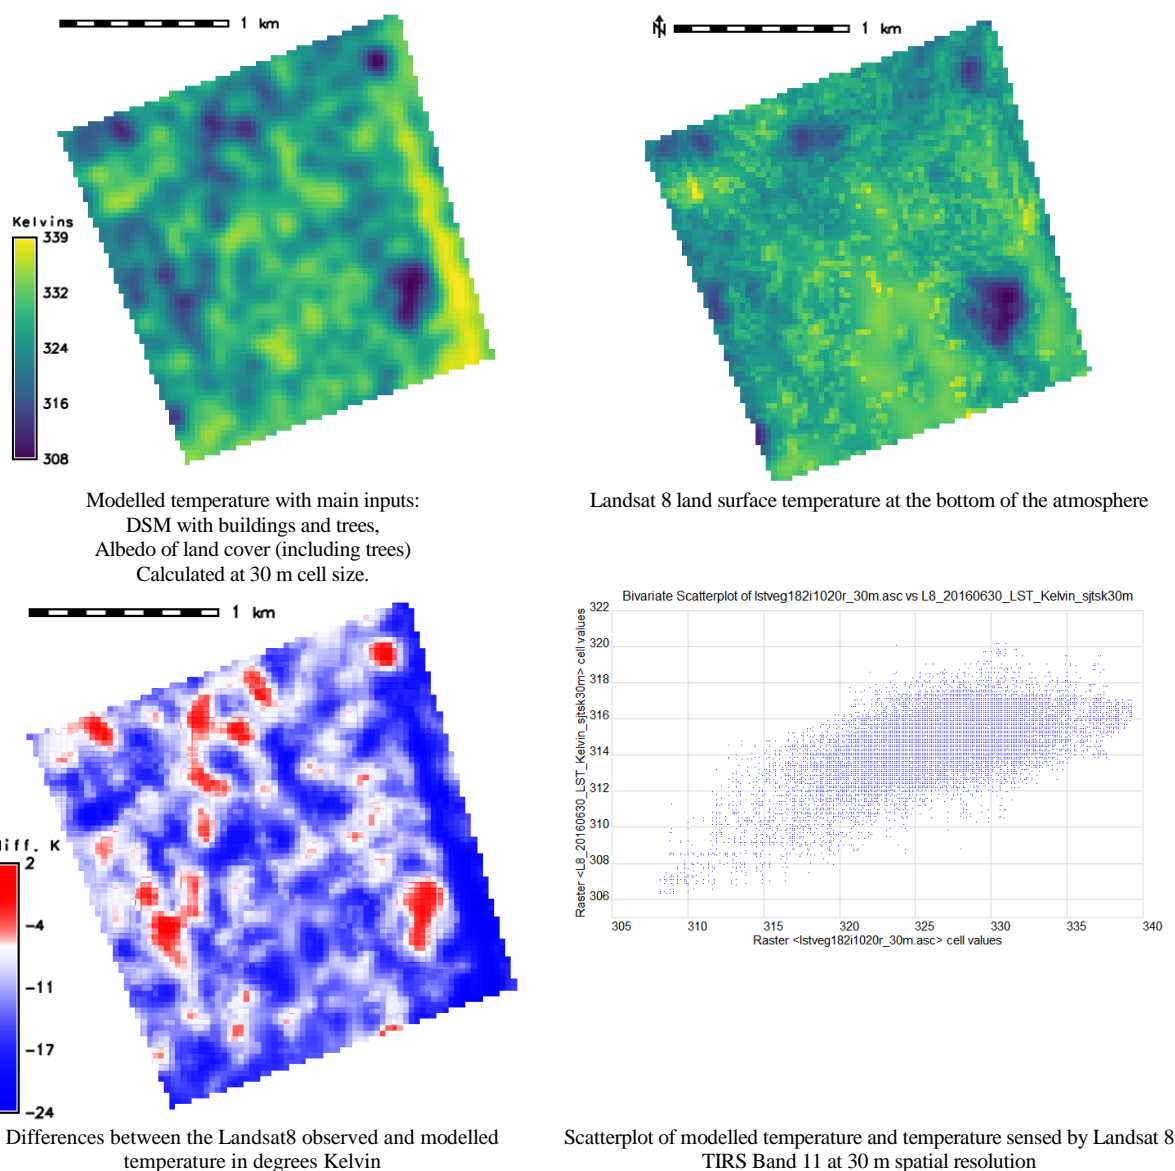 1 km
N
1 km
Kelvins
339
332
324
316
308
Modelled temperature with main inputs:
DSM with buildings and trees,
Albedo of land cover (including trees)
Calculated at 30 m cell size.
Landsat 8 land surface temperature at the bottom of the atmosphere
1 km
iff. K
2
-4
-11
-17
-24
Bivariate Scatterplot of lstveg182i1020r_30m.asc vs L8_20160630_LST_Kelvin_sjtsk30m
Raster <L8_20160630_LST_Kelvin_sjtsk30m> cell values
322
320
318
316
314
312
310
308
306
305
310
315
320
325
330
335
340
Raster <lstveg182i1020r_30m.asc> cell values
Differences between the Landsat8 observed and modelled
temperature in degrees Kelvin
Scatterplot of modelled temperature and temperature sensed by Landsat 8
TIRS Band 11 at 30 m spatial resolution